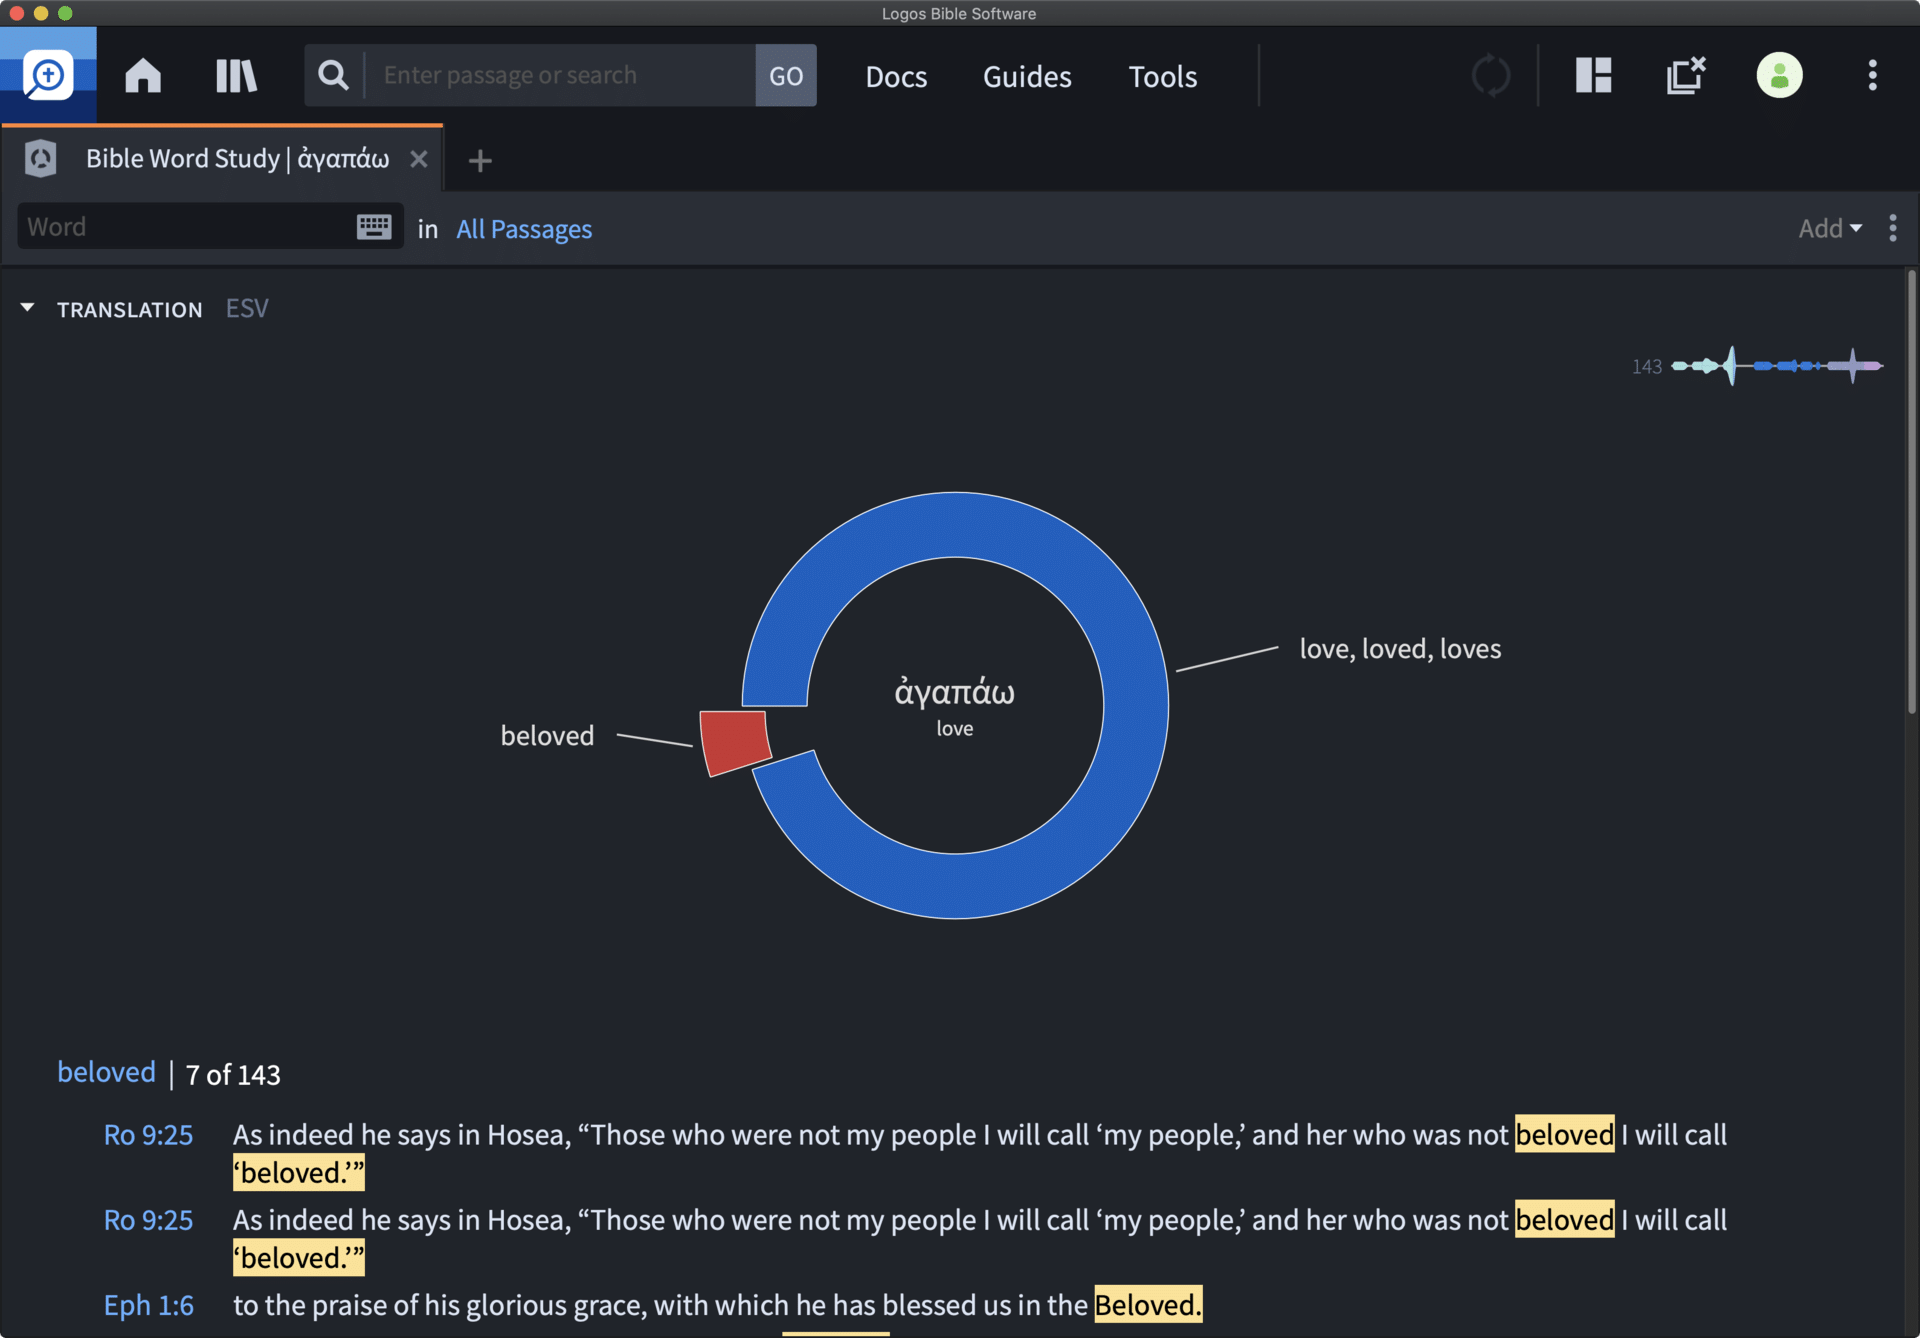 Logos Bible Software
Enter passage or search GO Docs Guides Tools
Bible Word Study | ἀγαπάω
Word in All Passages Add
TRANSLATION ESV
143
love, loved, loves
ἀγαπάω
love
beloved
beloved | 7 of 143
Ro 9:25 As indeed he says in Hosea, “Those who were not my people I will call ‘my people,’ and her who was not beloved I will call
‘beloved.’”
Ro 9:25 As indeed he says in Hosea, “Those who were not my people I will call ‘my people,’ and her who was not beloved I will call
‘beloved.’”
Eph 1:6 to the praise of his glorious grace, with which he has blessed us in the Beloved.